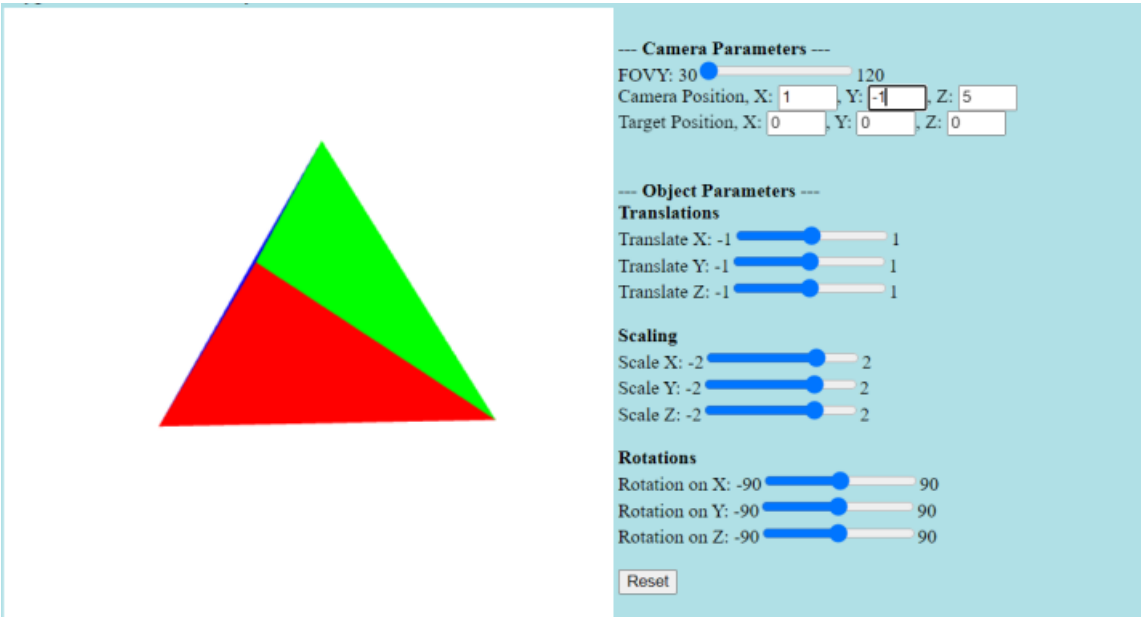 --- Camera Parameters ---
FOVY: 30 120
Camera Position, X: 1 , Y: -1 , Z: 5
Target Position, X: 0 , Y: 0 , Z: 0
--- Object Parameters ---
Translations
Translate X: -1 1
Translate Y: -1 1
Translate Z: -1 1
Scaling
Scale X: -2 2
Scale Y: -2 2
Scale Z: -2 2
Rotations
Rotation on X: -90 90
Rotation on Y: -90 90
Rotation on Z: -90 90
Reset